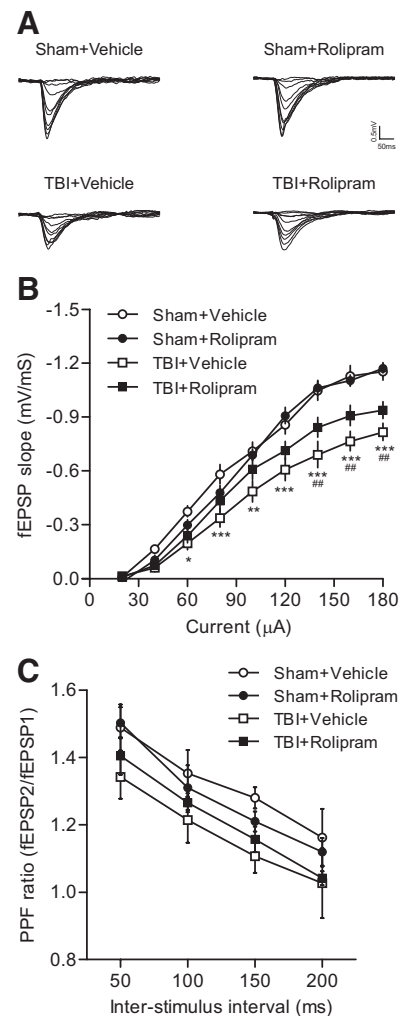 A
Sham+Vehicle
Sham+Rolipram
0.5mV
50ms
TBI+Vehicle
TBI+Rolipram
B
-1.5
-1.2
-0.9
-0.6
-0.3
0.0
fEPSP slope (mV/mS)
Sham+Vehicle
Sham+Rolipram
TBI+Vehicle
TBI+Rolipram
*
***
**
***
***
##
***
##
***
##
0 30 60 90 120 150 180
Current (μA)
C
1.6
1.4
1.2
1.0
0.8
PPF ratio (fEPSP2/fEPSP1)
Sham+Vehicle
Sham+Rolipram
TBI+Vehicle
TBI+Rolipram
50 100 150 200
Inter-stimulus interval (ms)